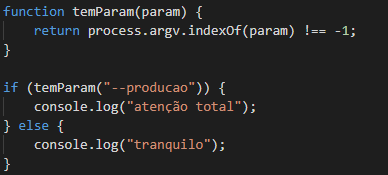 function temParam(param) {
    return process.argv.indexOf(param) !== -1;
}
if (temParam("--producao")) {
    console.log("atenção total");
} else {
    console.log("tranquilo");
}